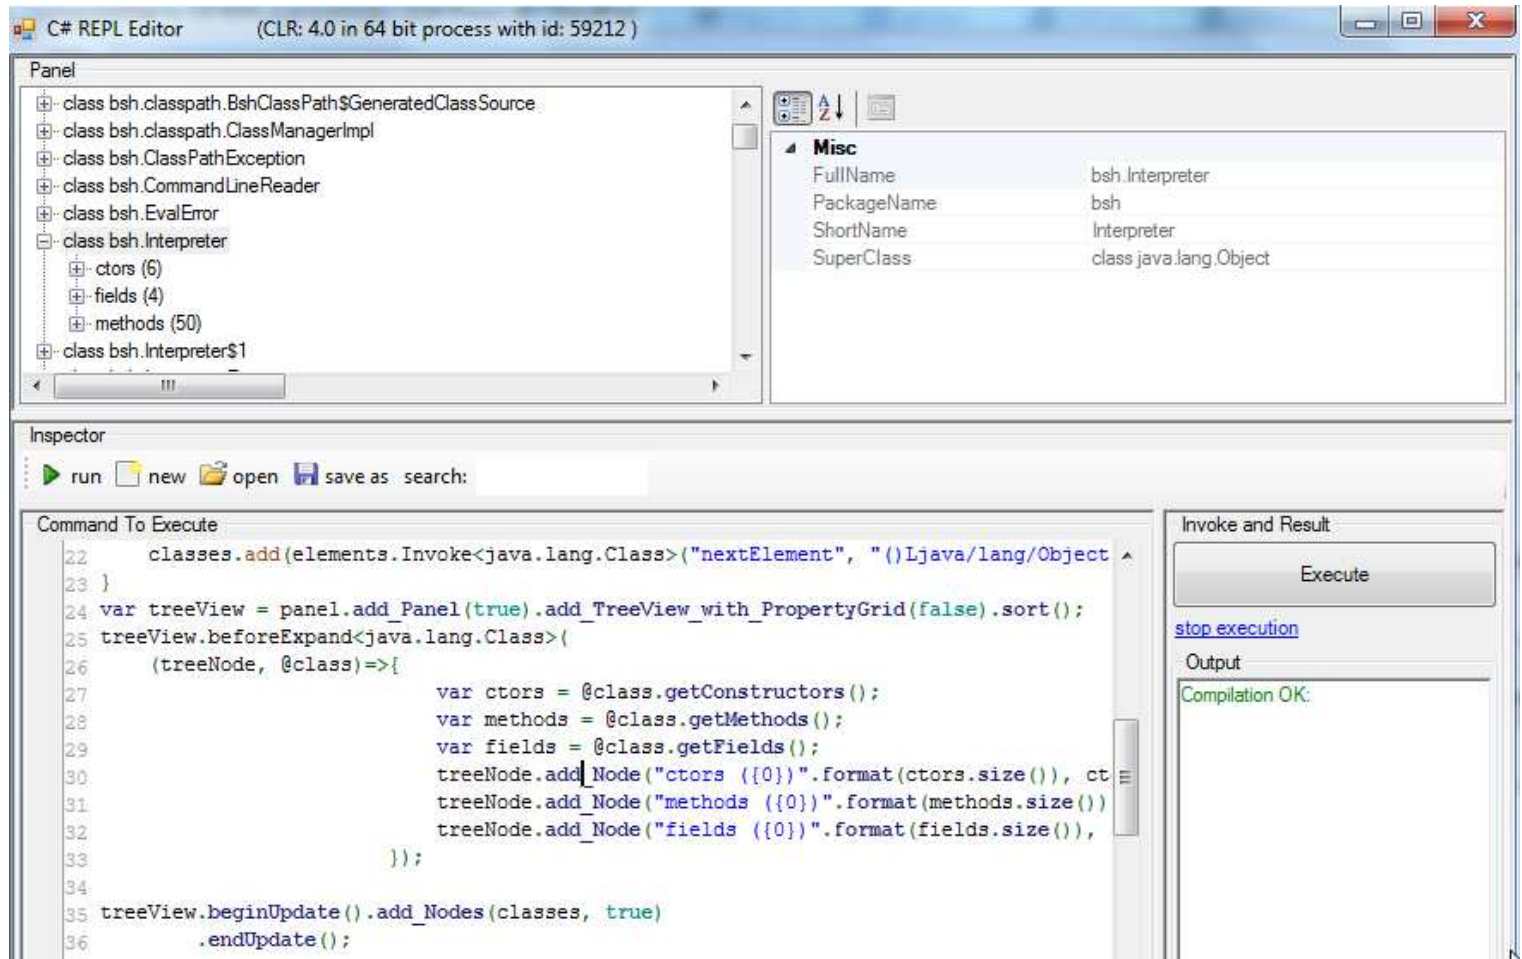 C# REPL Editor (CLR: 4.0 in 64 bit process with id: 59212 )
Panel
class bsh.classpath.BshClassPath$GeneratedClassSource
class bsh.classpath.ClassManagerImpl
class bsh.ClassPathException
class bsh.CommandLineReader
class bsh.EvalError
class bsh.Interpreter
ctors (6)
fields (4)
methods (50)
class bsh.Interpreter$1
Misc
FullName bsh.Interpreter
PackageName bsh
ShortName Interpreter
SuperClass class java.lang.Object
Inspector
run new open save as search:
Command To Execute
22 classes.add(elements.Invoke<java.lang.Class>("nextElement", "()Ljava/lang/Object
23 }
24 var treeView = panel.add_Panel(true).add_TreeView_with_PropertyGrid(false).sort();
25 treeView.beforeExpand<java.lang.Class>(
26 (treeNode, @class)=>{
27 var ctors = @class.getConstructors();
28 var methods = @class.getMethods();
29 var fields = @class.getFields();
30 treeNode.add_Node("ctors ({0})".format(ctors.size()), ct
31 treeNode.add_Node("methods ({0})".format(methods.size())
32 treeNode.add_Node("fields ({0})".format(fields.size()),
33 });
34
35 treeView.beginUpdate().add_Nodes(classes, true)
36 .endUpdate();
Invoke and Result
Execute
stop execution
Output
Compilation OK: